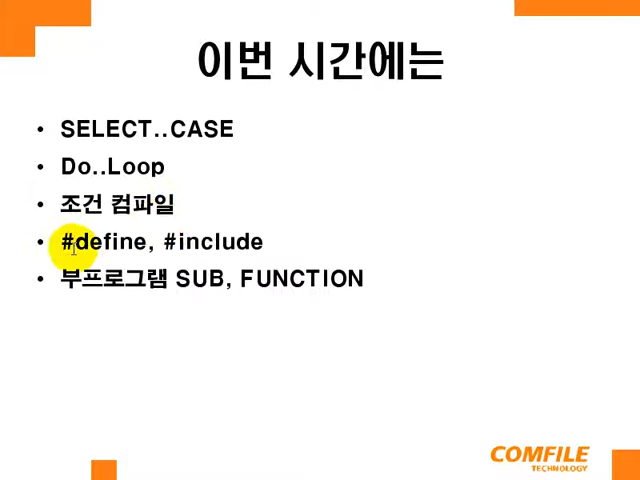 이번 시간에는
• SELECT..CASE
• Do..Loop
• 조건 컴파일
• #define, #include
• 부프로그램 SUB, FUNCTION
COMFILE
TECHNOLOGY